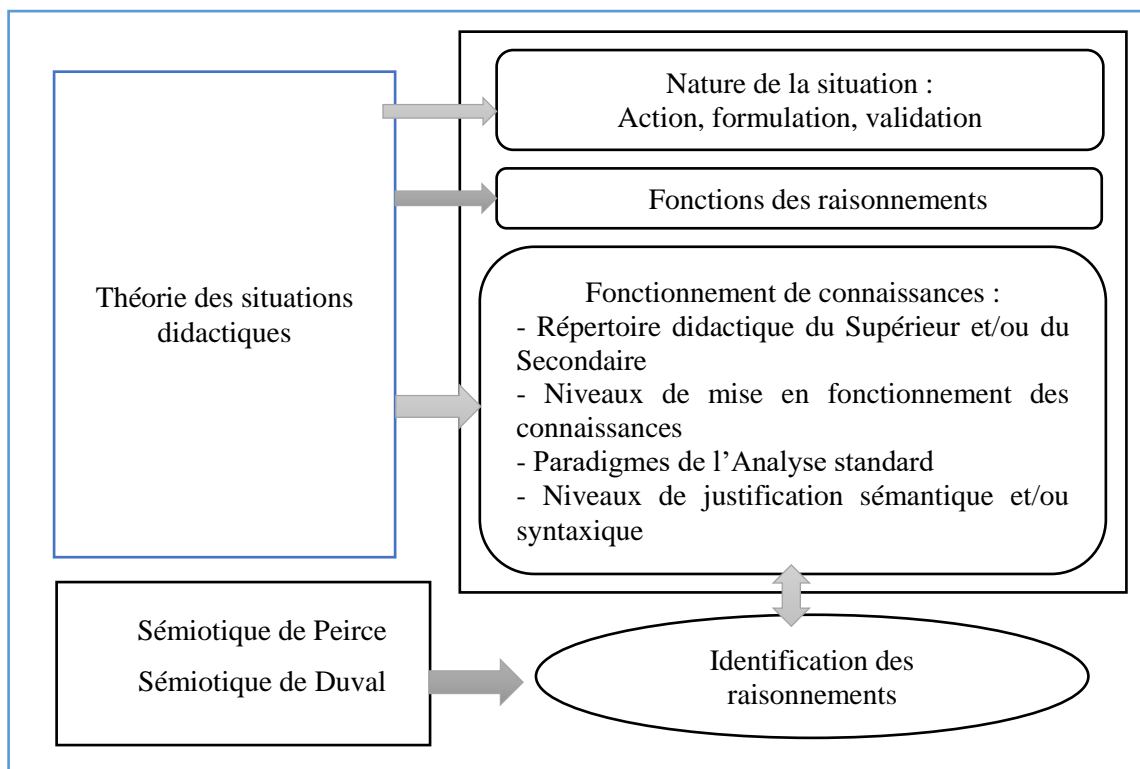 Théorie des situations
didactiques
Nature de la situation :
Action, formulation, validation
Fonctions des raisonnements
Fonctionnement de connaissances :
- Répertoire didactique du Supérieur et/ou du
Secondaire
- Niveaux de mise en fonctionnement des
connaissances
- Paradigmes de l’Analyse standard
- Niveaux de justification sémantique et/ou
syntaxique
Sémiotique de Peirce
Sémiotique de Duval
Identification des
raisonnements